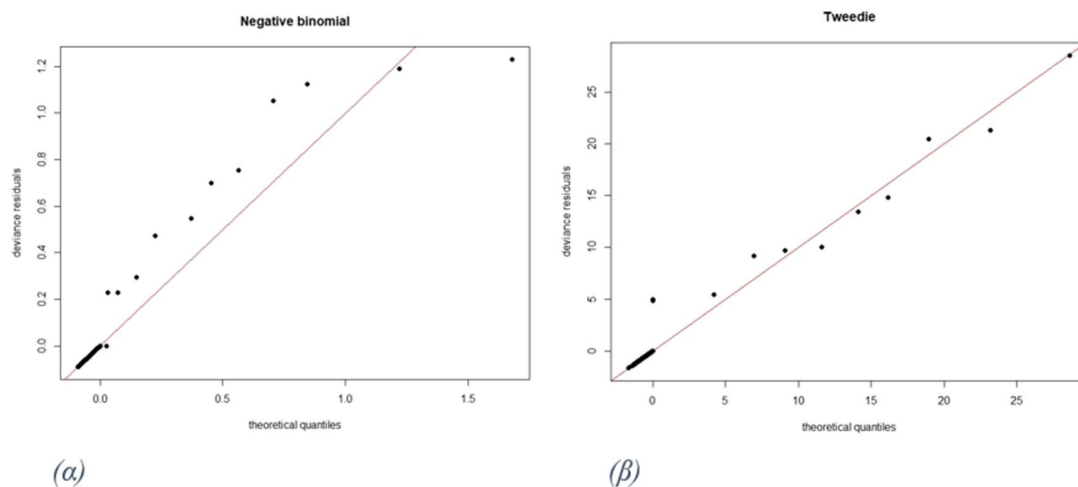 Negative binomial
deviance residuals
1.2
1.0
0.8
0.6
0.4
0.2
0.0
0.0 0.5 1.0 1.5
theoretical quantiles
(α)
Tweedie
deviance residuals
25
20
15
10
5
0
0 5 10 15 20 25
theoretical quantiles
(β)